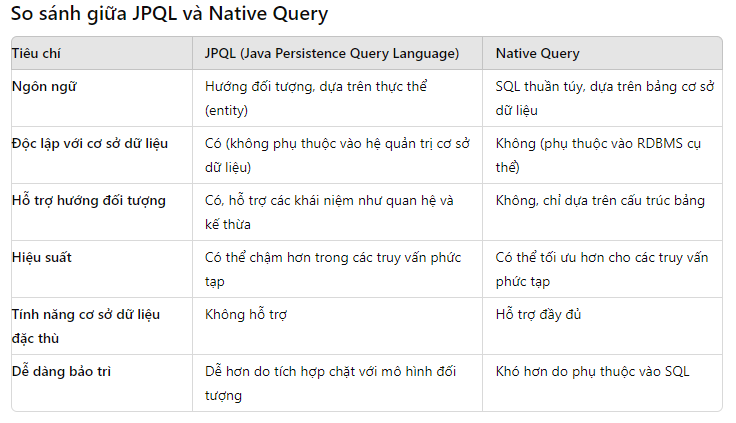 So sánh giữa JPQL và Native Query
Tiêu chí JPQL (Java Persistence Query Language) Native Query
Ngôn ngữ Hướng đối tượng, dựa trên thực thể SQL thuần túy, dựa trên bảng cơ sở
(entity) dữ liệu
Độc lập với cơ sở dữ liệu Có (không phụ thuộc vào hệ quản trị cơ sở Không (phụ thuộc vào RDBMS cụ
dữ liệu) thể)
Hỗ trợ hướng đối tượng Có, hỗ trợ các khái niệm như quan hệ và Không, chỉ dựa trên cấu trúc bảng
kế thừa
Hiệu suất Có thể chậm hơn trong các truy vấn phức Có thể tối ưu hơn cho các truy vấn
tạp phức tạp
Tính năng cơ sở dữ liệu Không hỗ trợ Hỗ trợ đầy đủ
đặc thù
Dễ dàng bảo trì Dễ hơn do tích hợp chặt với mô hình đối Khó hơn do phụ thuộc vào SQL
tượng